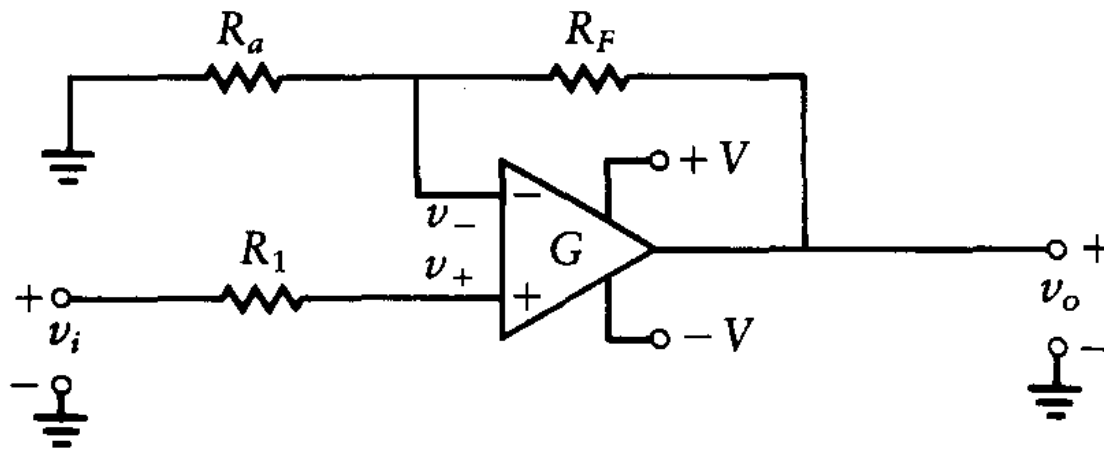 R_a R_F
+ V
v_- −
G
R_1 v_+ +
+ +
v_i v_o
− V
− −